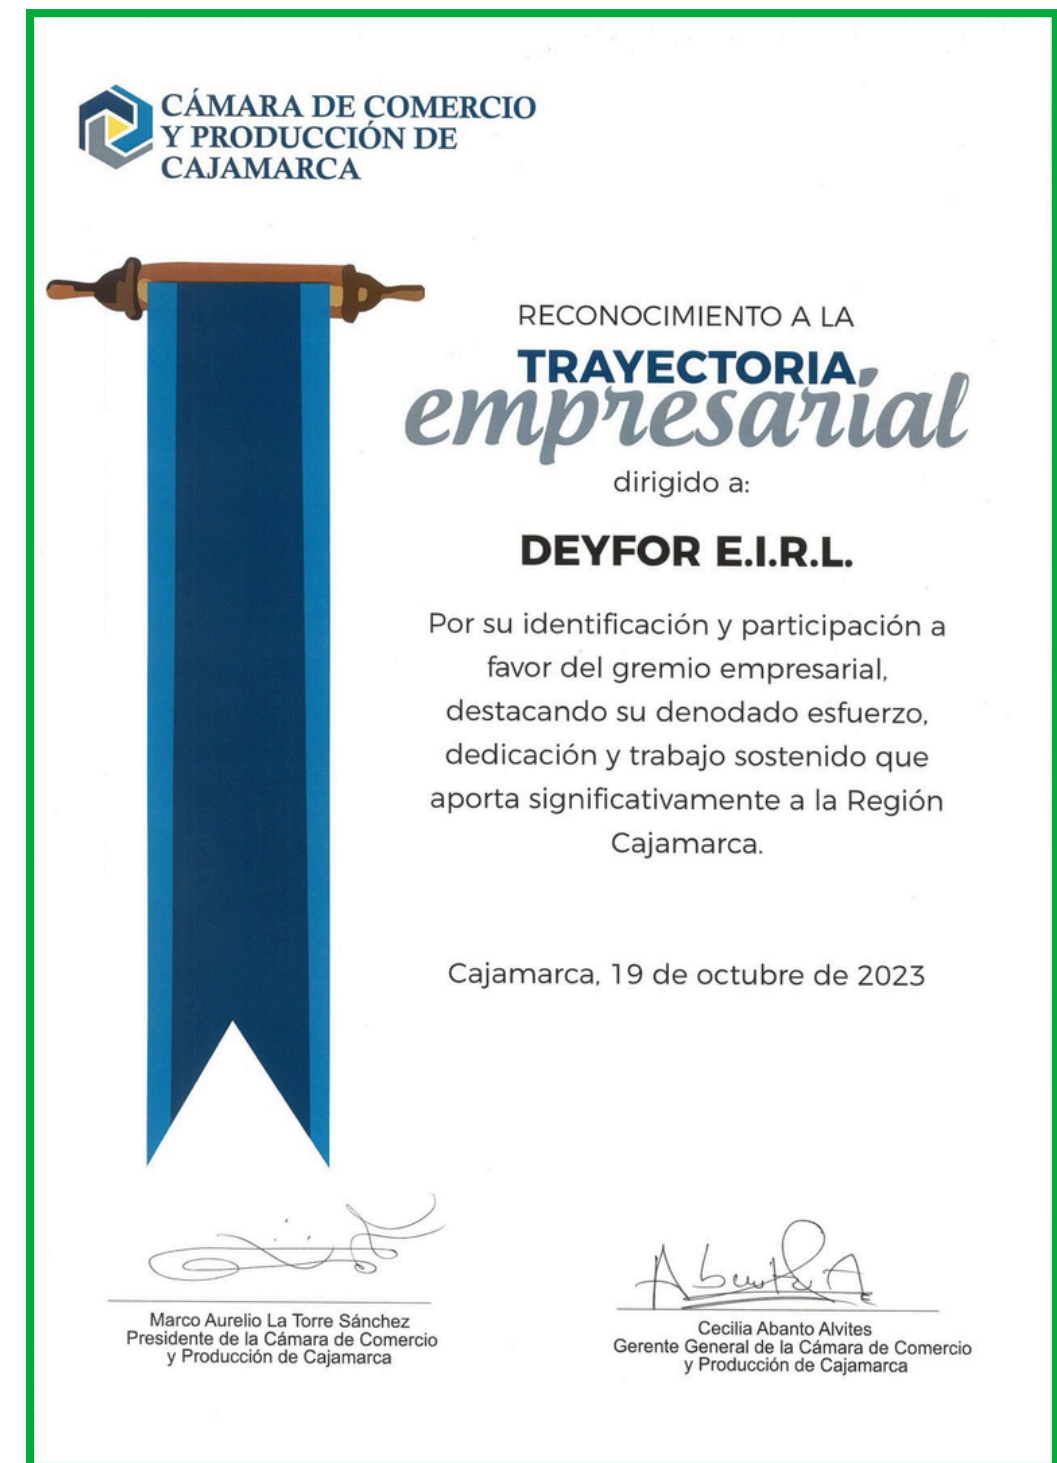 CÁMARA DE COMERCIO
Y PRODUCCIÓN DE
CAJAMARCA
RECONOCIMIENTO A LA
TRAYECTORIA
empresarial
dirigido a:
DEYFOR E.I.R.L.
Por su identificación y participación a
favor del gremio empresarial,
destacando su denodado esfuerzo,
dedicación y trabajo sostenido que
aporta significativamente a la Región
Cajamarca.
Cajamarca, 19 de octubre de 2023
Marco Aurelio La Torre Sánchez
Presidente de la Cámara de Comercio
y Producción de Cajamarca
Cecilia Abanto Alvites
Gerente General de la Cámara de Comercio
y Producción de Cajamarca